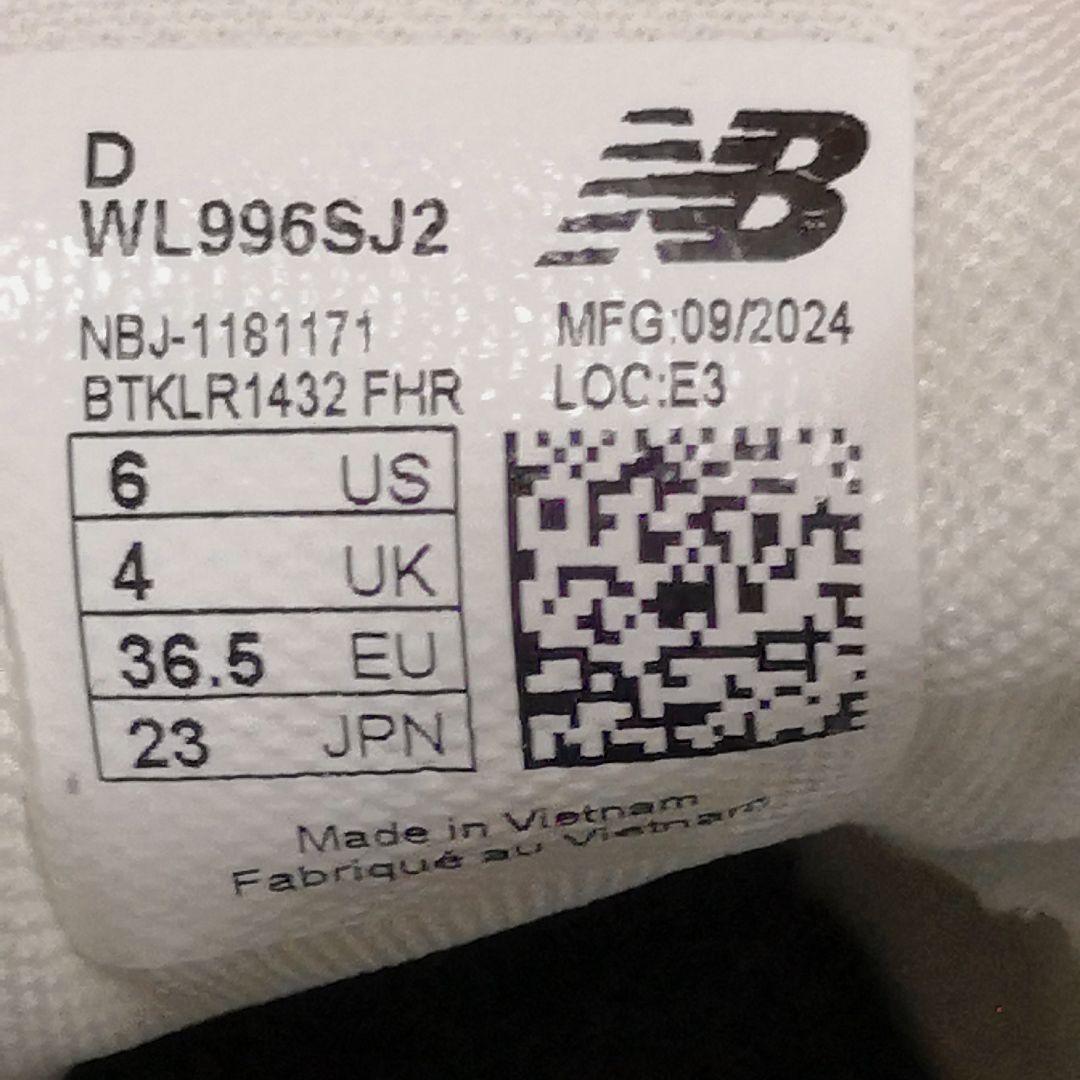 D
WL996SJ2
NB
NBJ-1181171
BTKLR1432 FHR
MFG:09/2024
LOC:E3
6 US
4 UK
36.5 EU
23 JPN
Made in Vietnam
Fabriqué au Vietnam